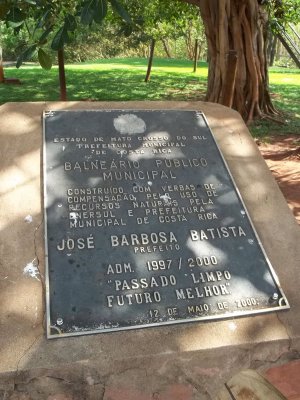 ESTADO DE MATO GROSSO DO SUL
PREFEITURA MUNICIPAL
DE COSTA RICA
BALNEÁRIO PÚBLICO
MUNICIPAL
CONSTRUIDO COM VERBAS DE
COMPENSAÇÃO PELO USO DE
RECURSOS NATURAIS PELA
ENERSUL E PREFEITURA
MUNICIPAL DE COSTA RICA
JOSÉ BARBOSA BATISTA
PREFEITO
ADM. 1997/2000
"PASSADO LIMPO
FUTURO MELHOR"
12 DE MAIO DE 2000